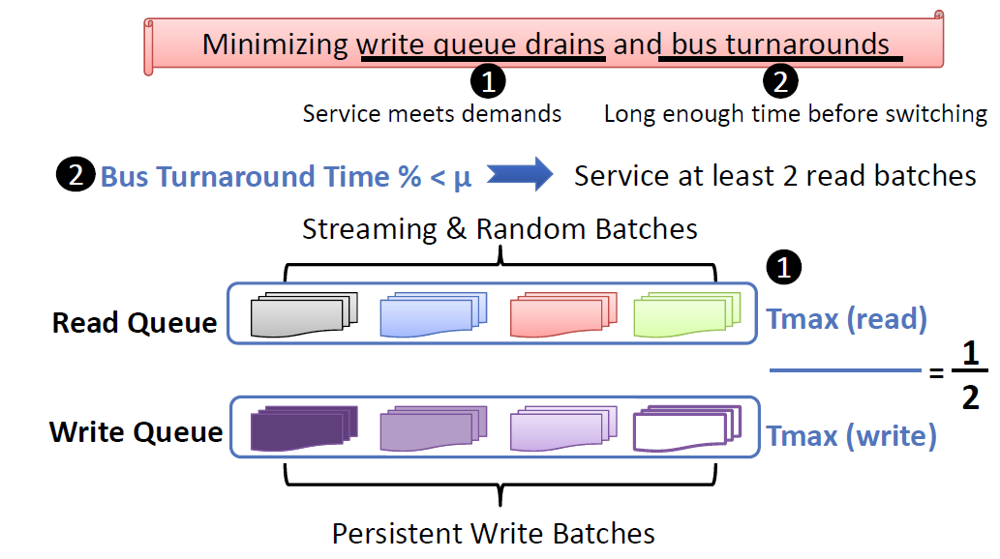 Minimizing write queue drains and bus turnarounds
1 2
Service meets demands Long enough time before switching
2 Bus Turnaround Time % < μ Service at least 2 read batches
Streaming & Random Batches
1
Read Queue Tmax (read)
= 1
2
Write Queue Tmax (write)
Persistent Write Batches